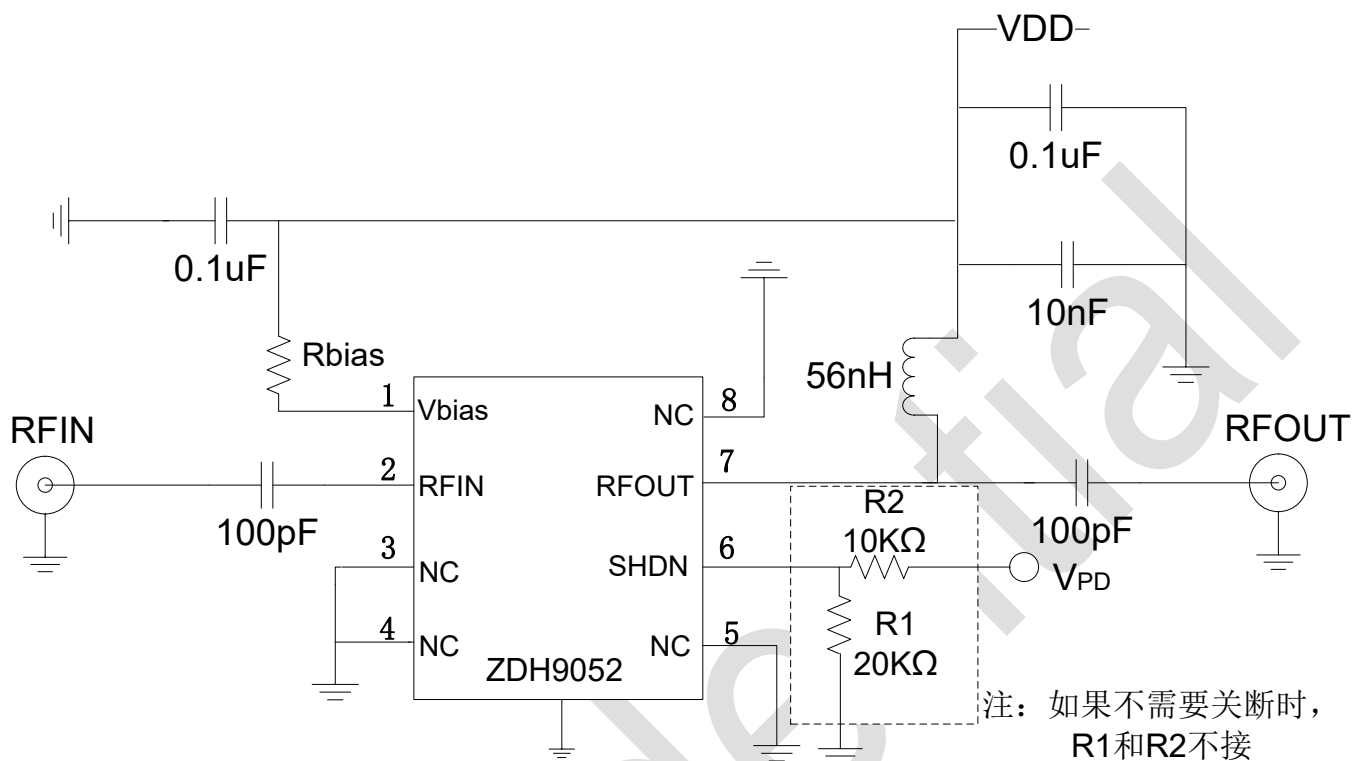 VDD
0.1uF
0.1uF
10nF
Rbias
56nH
1
Vbias
NC
8
RFIN
RFOUT
2
RFIN
RFOUT
7
100pF
R2
10KΩ
100pF
3
NC
SHDN
6
VPD
4
NC
NC
5
R1
20KΩ
ZDH9052
注：如果不需要关断时，
R1和R2不接